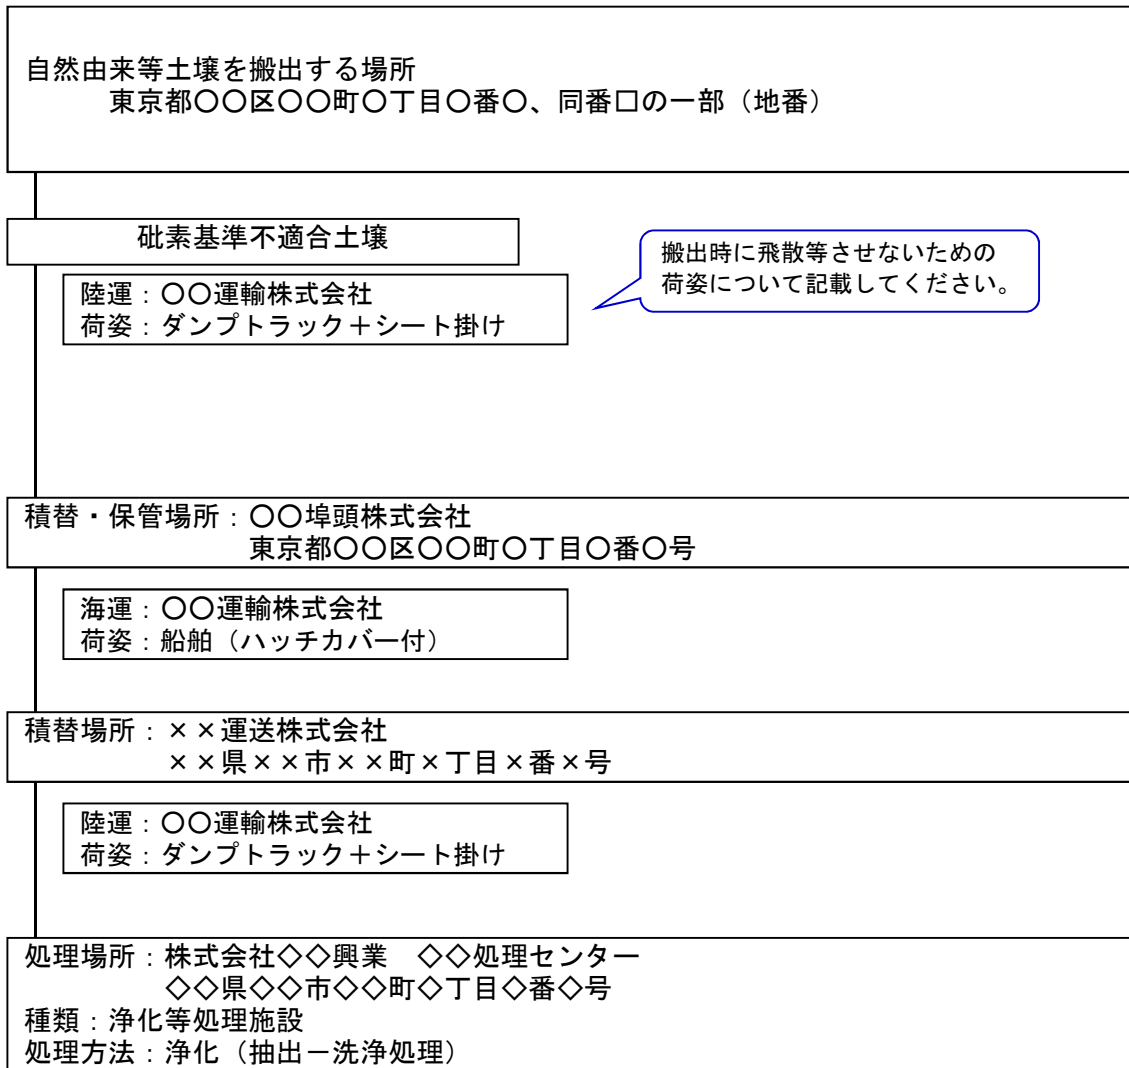 自然由来等土壌を搬出する場所
東京都〇〇区〇〇町〇丁目〇番〇、同番□の一部（地番）
砒素基準不適合土壌
搬出時に飛散等させないための
荷姿について記載してください。
陸運：〇〇運輸株式会社
荷姿：ダンプトラック＋シート掛け
積替・保管場所：〇〇埠頭株式会社
東京都〇〇区〇〇町〇丁目〇番〇号
海運：〇〇運輸株式会社
荷姿：船舶（ハッチカバー付）
積替場所：××運送株式会社
××県××市××町×丁目×番×号
陸運：〇〇運輸株式会社
荷姿：ダンプトラック＋シート掛け
処理場所：株式会社◇◇興業　◇◇処理センター
◇◇県◇◇市◇◇町◇丁目◇番◇号
種類：浄化等処理施設
処理方法：浄化（抽出－洗浄処理）